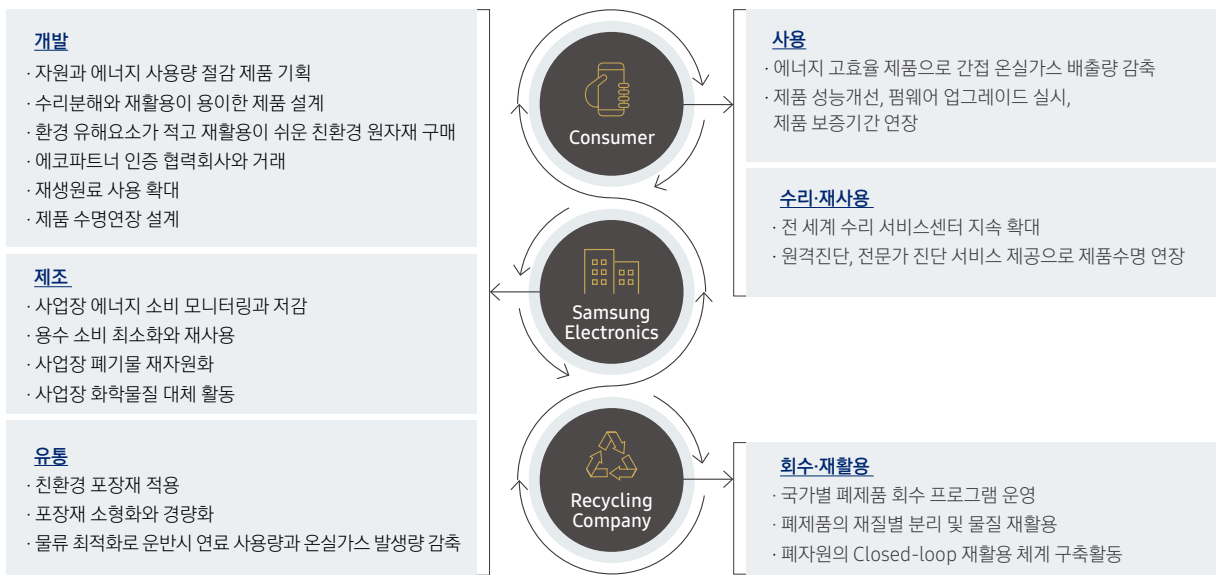 개발
· 자원과 에너지 사용량 절감 제품 기획
· 수리분해와 재활용이 용이한 제품 설계
· 환경 유해요소가 적고 재활용이 쉬운 친환경 원자재 구매
· 에코파트너 인증 협력회사와 거래
· 재생원료 사용 확대
· 제품 수명연장 설계
제조
· 사업장 에너지 소비 모니터링과 저감
· 용수 소비 최소화와 재사용
· 사업장 폐기물 재자원화
· 사업장 화학물질 대체 활동
유통
· 친환경 포장재 적용
· 포장재 소형화와 경량화
· 물류 최적화로 운반시 연료 사용량과 온실가스 발생량 감축
Consumer
Samsung
Electronics
Recycling
Company
사용
· 에너지 고효율 제품으로 간접 온실가스 배출량 감축
· 제품 성능개선, 펌웨어 업그레이드 실시,
제품 보증기간 연장
수리·재사용
· 전 세계 수리 서비스센터 지속 확대
· 원격진단, 전문가 진단 서비스 제공으로 제품수명 연장
회수·재활용
· 국가별 폐제품 회수 프로그램 운영
· 폐제품의 재질별 분리 및 물질 재활용
· 폐자원의 Closed-loop 재활용 체계 구축활동